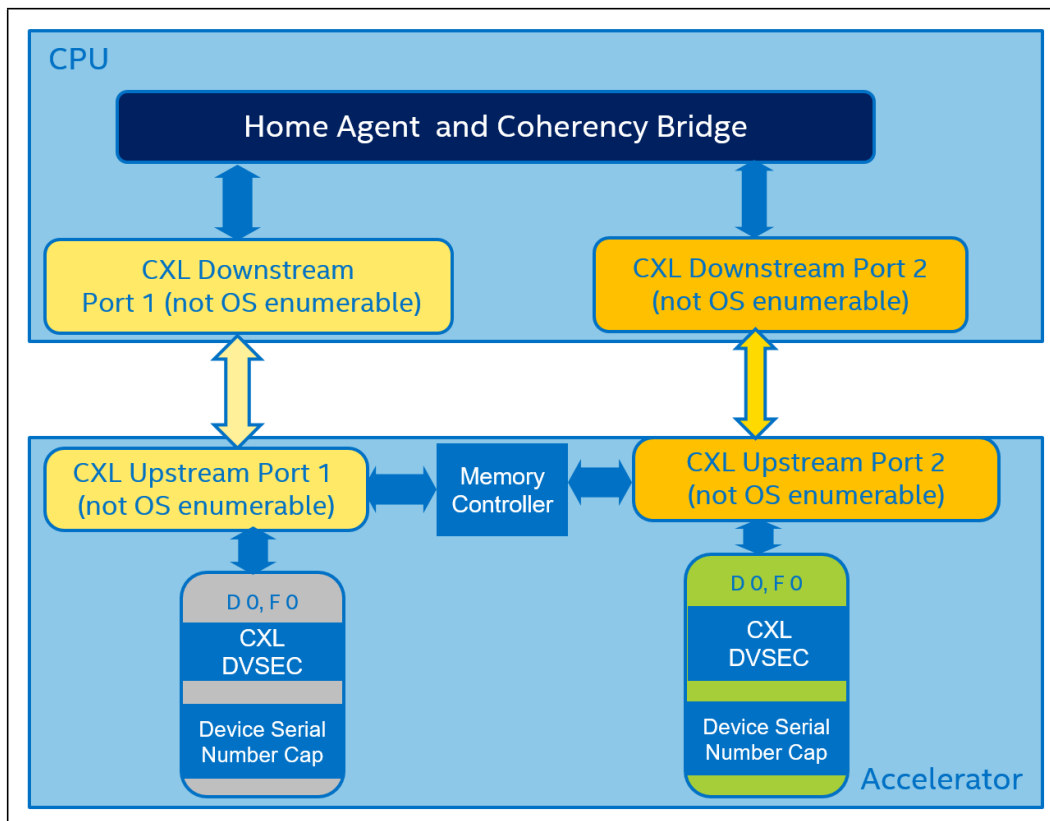 CPU
Home Agent and Coherency Bridge
CXL Downstream
Port 1 (not OS enumerable)
CXL Downstream Port 2
(not OS enumerable)
CXL Upstream Port 1
(not OS enumerable)
Memory
Controller
CXL Upstream Port 2
(not OS enumerable)
D 0, F 0
CXL
DVSEC
Device Serial
Number Cap
D 0, F 0
CXL
DVSEC
Device Serial
Number Cap
Accelerator